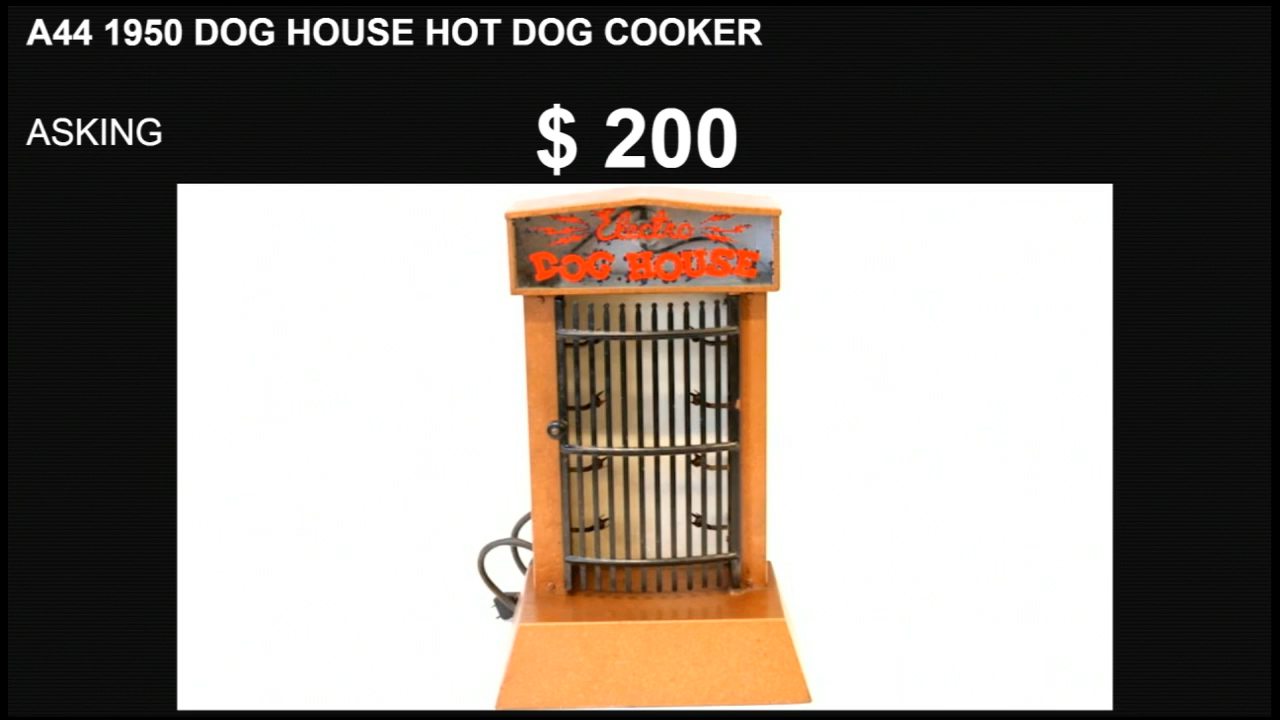 A44 1950 DOG HOUSE HOT DOG COOKER
ASKING
$ 200
Electro
DOG HOUSE